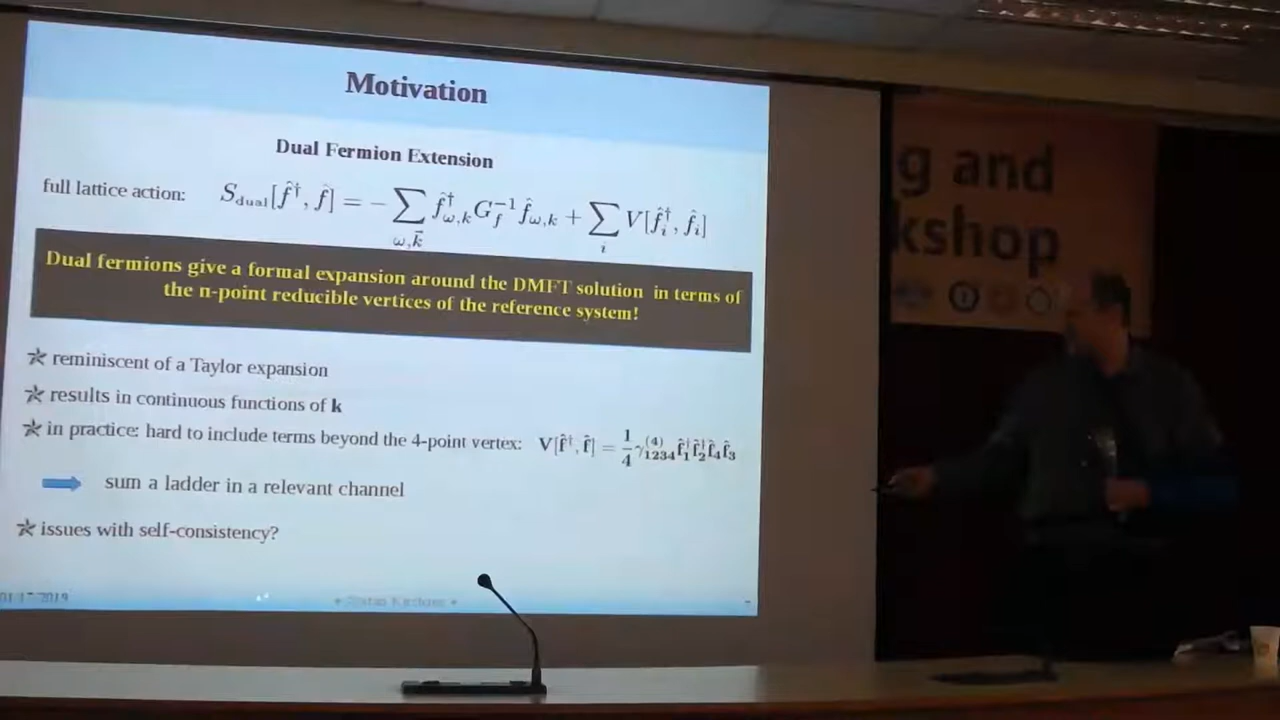 Motivation
Dual Fermion Extension
full lattice action: $S_{\text{dual}}[\hat{f}^\dagger, \hat{f}] = -\sum_{\omega,\vec{k}} \hat{f}^\dagger_{\omega,k} G_f^{-1} \hat{f}_{\omega,k} + \sum_i V[\hat{f}_i^\dagger, \hat{f}_i]$
Dual fermions give a formal expansion around the DMFT solution in terms of
the n-point reducible vertices of the reference system!
reminiscent of a Taylor expansion
results in continuous functions of k
in practice: hard to include terms beyond the 4-point vertex: $V[\hat{f}^\dagger, \hat{f}] = \frac{1}{4} \gamma^{(4)}_{1234} \hat{f}_1^\dagger \hat{f}_2^\dagger \hat{f}_4 \hat{f}_3$
sum a ladder in a relevant channel
issues with self-consistency?
01/17/2019
g and
kshop